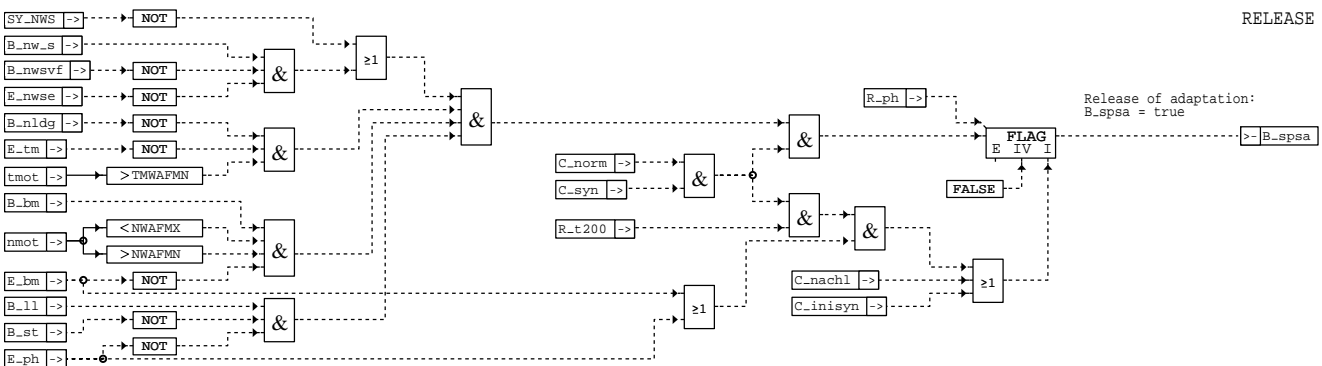 RELEASE
SY_NWS -> NOT
B_nw_s ->
B_nwsvf -> NOT
E_nwse -> NOT
& ≥1
B_nldg -> NOT
E_tm -> NOT
tmot -> >TMWAFMN
& &
B_bm ->
nmot -> <NWAFMX
>NWAFMN
E_bm -> NOT
&
B_ll ->
B_st -> NOT
E_ph -> NOT
&
≥1
C_norm ->
C_syn ->
&
R_t200 ->
& &
&
R_ph ->
FLAG
E IV I
FALSE
C_nachl ->
C_inisyn ->
≥1
Release of adaptation:
B_spsa = true
>- B_spsa